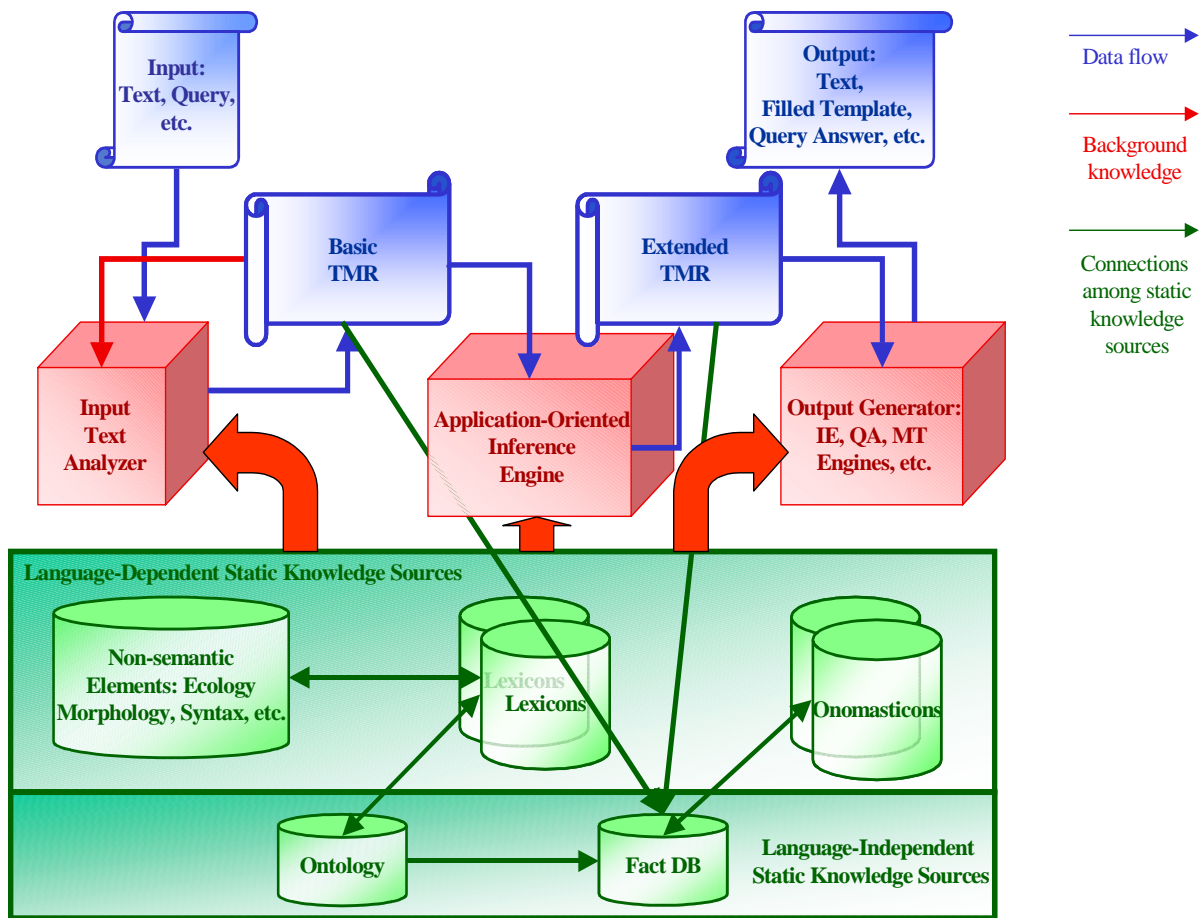 Input:
Text, Query,
etc.
Output:
Text,
Filled Template,
Query Answer, etc.
Data flow
Background
knowledge
Connections
among static
knowledge
sources
Basic
TMR
Extended
TMR
Input
Text
Analyzer
Application-Oriented
Inference
Engine
Output Generator:
IE, QA, MT
Engines, etc.
Language-Dependent Static Knowledge Sources
Non-semantic
Elements: Ecology
Morphology, Syntax, etc.
Lexicons
Lexicons
Onomasticons
Ontology
Fact DB
Language-Independent
Static Knowledge Sources